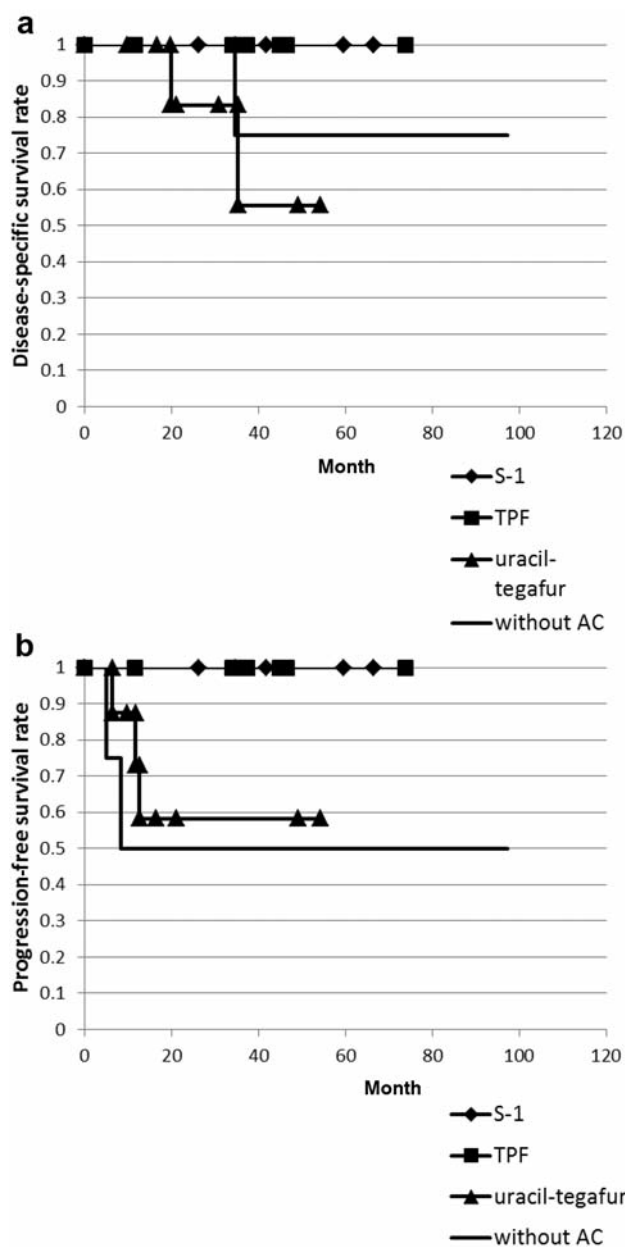 a
1
0.9
0.8
0.7
0.6
0.5
0.4
0.3
0.2
0.1
0
Disease-specific survival rate
0 20 40 60 80 100 120
Month
S-1
TPF
uracil-
tegafur
without AC
b
1
0.9
0.8
0.7
0.6
0.5
0.4
0.3
0.2
0.1
0
Progression-free survival rate
0 20 40 60 80 100 120
Month
S-1
TPF
uracil-tegafur
without AC